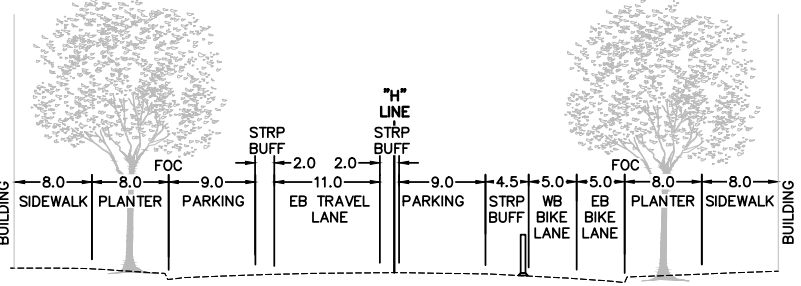 "H"
LINE
STRP
BUFF
STRP
BUFF
FOC
2.0
2.0
FOC
BUILDING
8.0
8.0
9.0
11.0
9.0
4.5
5.0
5.0
8.0
8.0
BUILDING
SIDEWALK
PLANTER
PARKING
EB TRAVEL
LANE
PARKING
STRP
BUFF
WB
BIKE
LANE
EB
BIKE
LANE
PLANTER
SIDEWALK